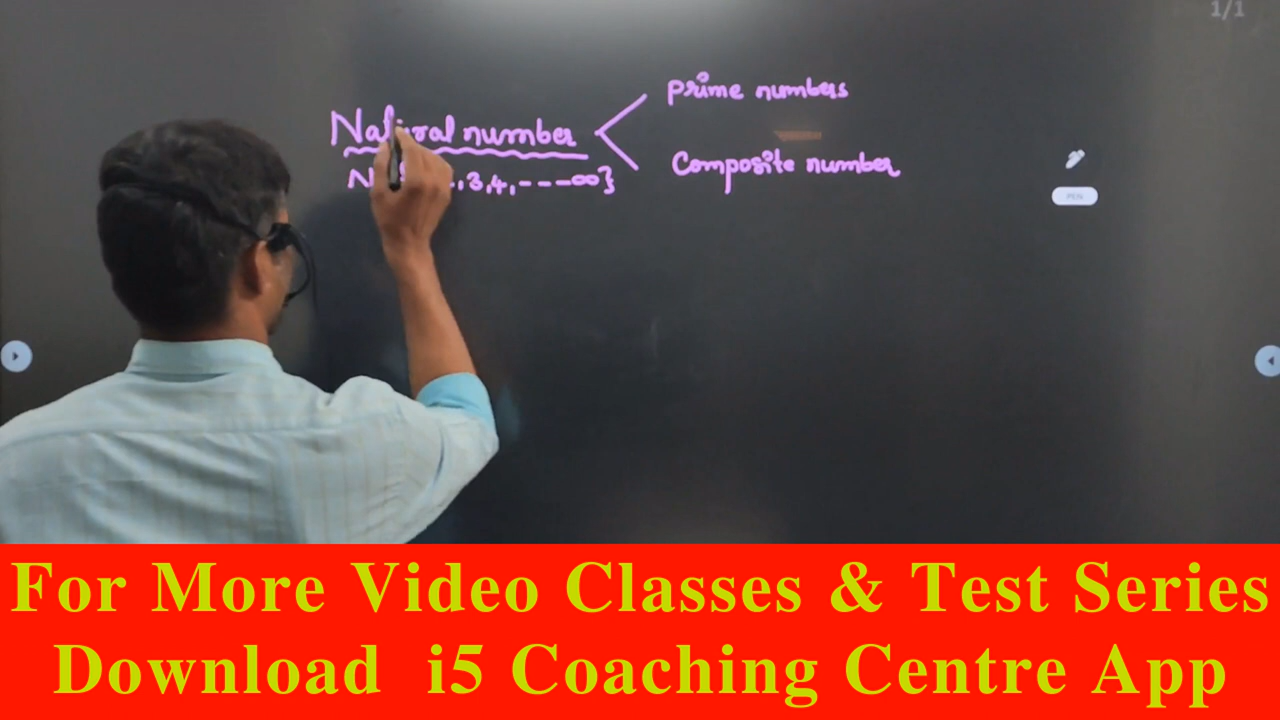 1/1
Prime numbers
Natural number
Composite number
N ,3,4,---∞}
PEN
For More Video Classes & Test Series
Download i5 Coaching Centre App